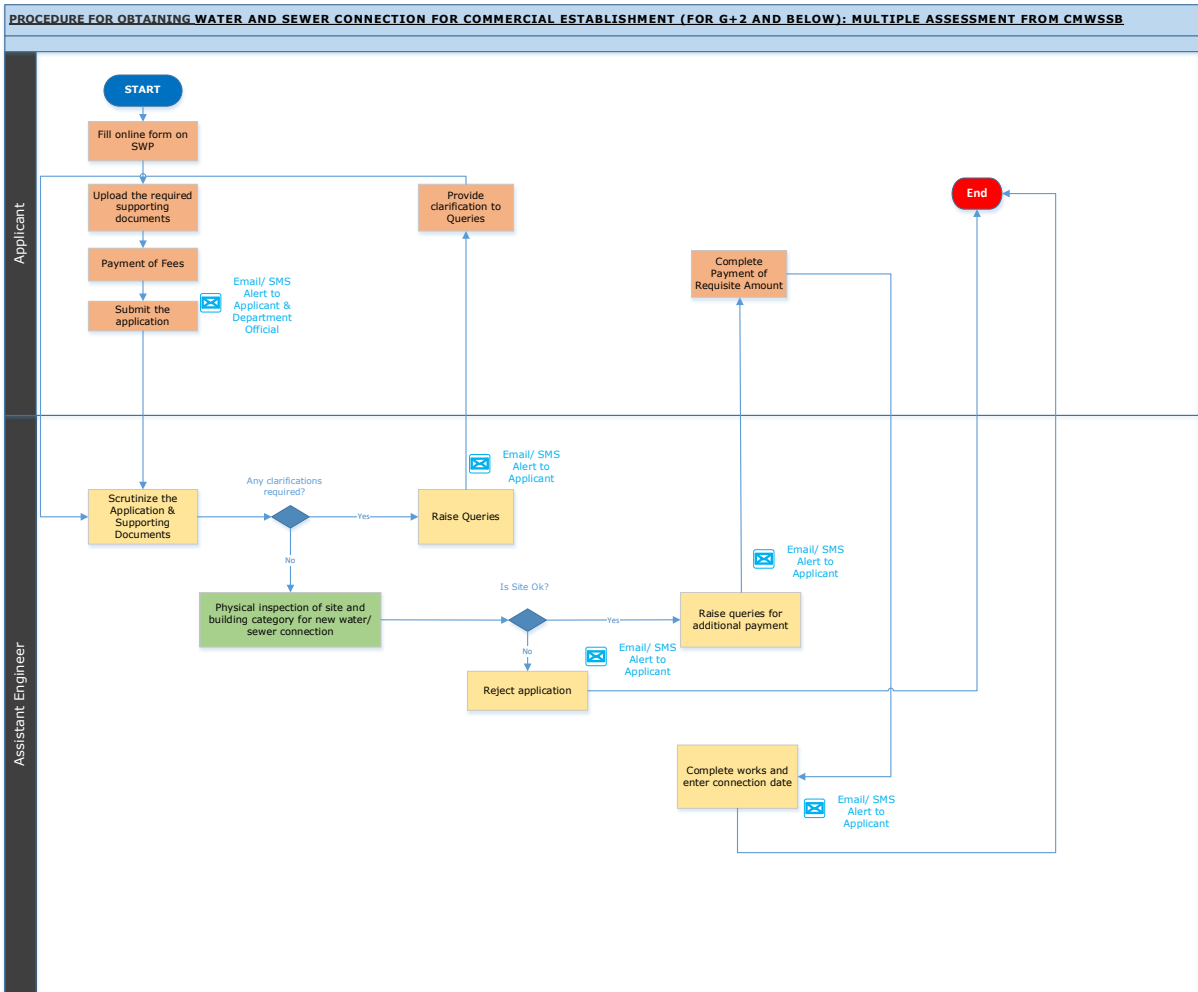 PROCEDURE FOR OBTAINING WATER AND SEWER CONNECTION FOR COMMERCIAL ESTABLISHMENT (FOR G+2 AND BELOW): MULTIPLE ASSESSMENT FROM CMWSSB
Applicant
START
Fill online form on
SWP
Upload the required
supporting
documents
Payment of Fees
Submit the
application
Email/ SMS
Alert to
Applicant &
Department
Official
Provide
clarification to
Queries
Complete
Payment of
Requisite Amount
End
Assistant Engineer
Scrutinize the
Application &
Supporting
Documents
Any clarifications
required?
Yes
No
Raise Queries
Email/ SMS
Alert to
Applicant
Physical inspection of site and
building category for new water/
sewer connection
Is Site Ok?
Yes
No
Raise queries for
additional payment
Email/ SMS
Alert to
Applicant
Reject application
Email/ SMS
Alert to
Applicant
Complete works and
enter connection date
Email/ SMS
Alert to
Applicant